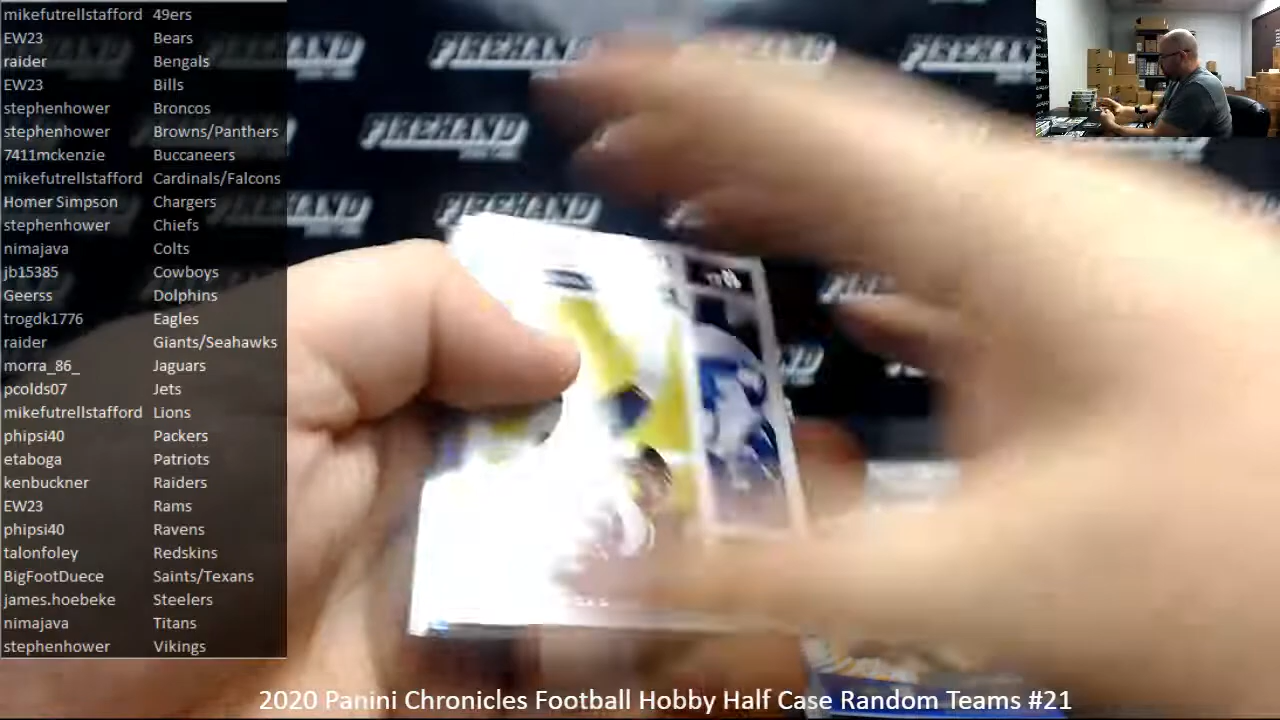 mikefutrellstafford 49ers
EW23 Bears
raider Bengals
EW23 Bills
stephenhower Broncos
stephenhower Browns/Panthers
7411mckenzie Buccaneers
mikefutrellstafford Cardinals/Falcons
Homer Simpson Chargers
stephenhower Chiefs
nimajava Colts
jb15385 Cowboys
Geerss Dolphins
trogdk1776 Eagles
raider Giants/Seahawks
morra_86_ Jaguars
pcolds07 Jets
mikefutrellstafford Lions
phipsi40 Packers
etaboga Patriots
kenbuckner Raiders
EW23 Rams
phipsi40 Ravens
talonfoley Redskins
BigFootDuece Saints/Texans
james.hoebeke Steelers
nimajava Titans
stephenhower Vikings
FIREHAND FIREHAND
FIREHAND
FIREHAND
2020 Panini Chronicles Football Hobby Half Case Random Teams #21